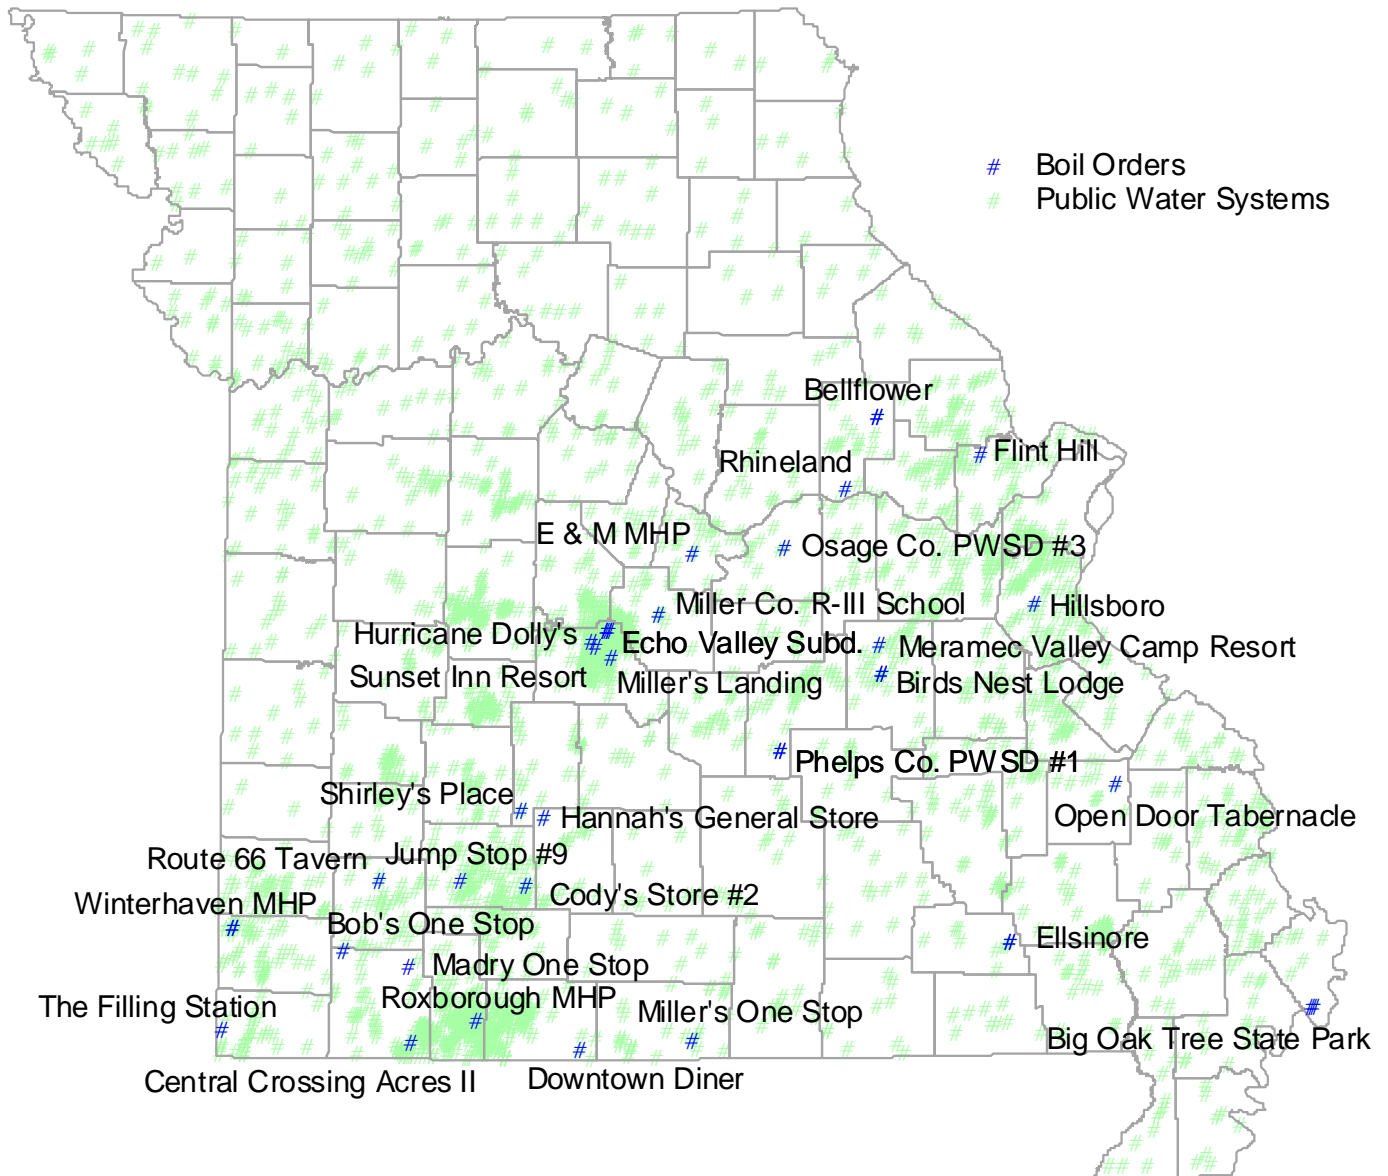 Boil Orders
Public Water Systems
Bellflower
Flint Hill
Rhineland
E & M MHP
Osage Co. PWSD #3
Miller Co. R-III School
Hillsboro
Hurricane Dolly's
Echo Valley Subd.
Meramec Valley Camp Resort
Sunset Inn Resort
Miller's Landing
Birds Nest Lodge
Phelps Co. PWSD #1
Shirley's Place
Hannah's General Store
Open Door Tabernacle
Route 66 Tavern
Jump Stop #9
Winterhaven MHP
Cody's Store #2
Bob's One Stop
Ellsinore
Madry One Stop
The Filling Station
Roxborough MHP
Miller's One Stop
Big Oak Tree State Park
Central Crossing Acres II
Downtown Diner